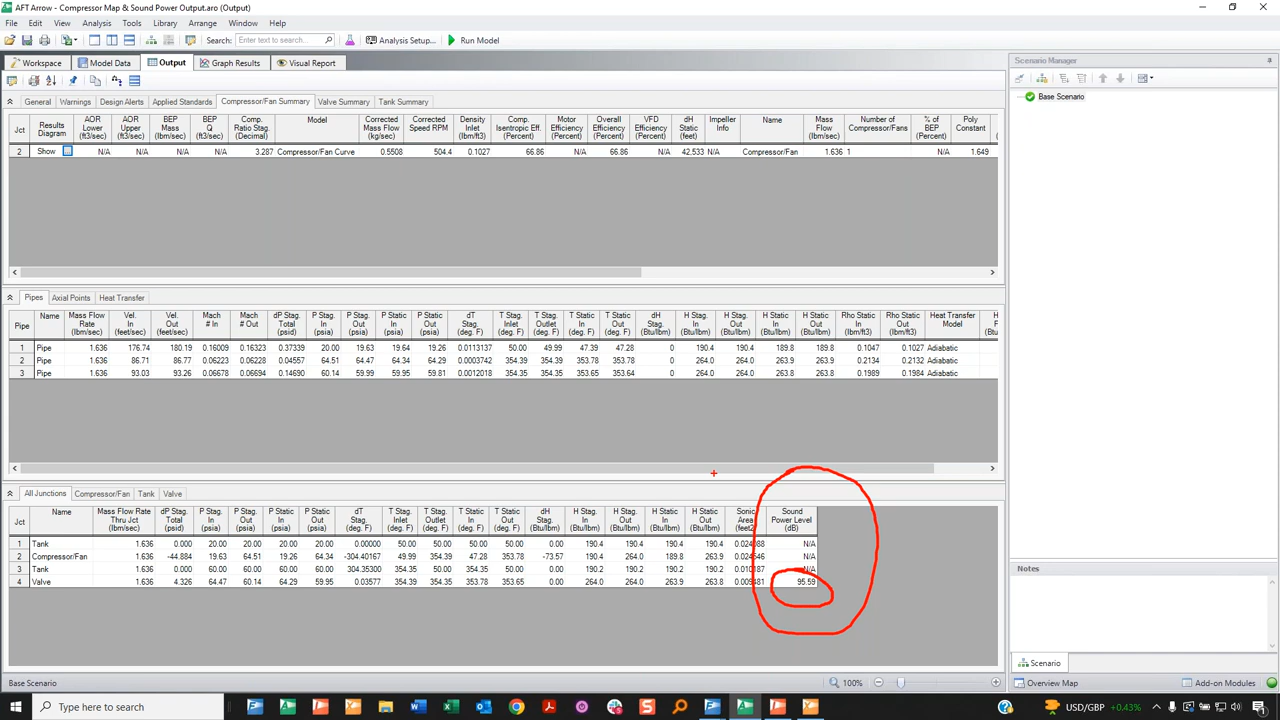 AFT Arrow - Compressor Map & Sound Power Output.aro (Output)
File Edit View Analysis Tools Library Arrange Window Help
Search: Enter text to search... Analysis Setup... Run Model
Workspace Model Data Output Graph Results Visual Report
Scenario Manager
Base Scenario
General Warnings Design Alerts Applied Standards Compressor/Fan Summary Valve Summary Tank Summary
Jct Results Diagram AOR Lower (ft3/sec) AOR Upper (ft3/sec) BEP Mass (lbm/sec) BEP Q (ft3/sec) Comp. Ratio Stag. (Decimal) Model Corrected Mass Flow (kg/sec) Corrected Speed RPM Density Inlet (lbm/ft3) Comp. Isentropic Eff. (Percent) Motor Efficiency (Percent) Overall Efficiency (Percent) VFD Efficiency (Percent) dH Static (feet) Impeller Info Name Mass Flow (lbm/sec) Number of Compressor/Fans % of BEP (Percent) Poly Constant
2 Show N/A N/A N/A N/A 3.287 Compressor/Fan Curve 0.5508 504.4 0.1027 66.86 N/A 66.86 N/A 42.533 N/A Compressor/Fan 1.636 1 N/A 1.649
Pipes Axial Points Heat Transfer
Pipe Name Mass Flow Rate (lbm/sec) Vel. In (feet/sec) Vel. Out (feet/sec) Mach # In Mach # Out dP Stag. Total (psid) P Stag. In (psia) P Stag. Out (psia) P Static In (psia) P Static Out (psia) dT Stag. (deg. F) T Stag. Inlet (deg. F) T Stag. Outlet (deg. F) T Static In (deg. F) T Static Out (deg. F) dH Stag. (Btu/lbm) H Stag. In (Btu/lbm) H Stag. Out (Btu/lbm) H Static In (Btu/lbm) H Static Out (Btu/lbm) Rho Static In (lbm/ft3) Rho Static Out (lbm/ft3) Heat Transfer Model
1 Pipe 1.636 176.74 180.19 0.16009 0.16323 0.37339 20.00 19.63 19.64 19.26 0.0113137 50.00 49.99 47.39 47.28 0 190.4 190.4 189.8 189.8 0.1047 0.1027 Adiabatic
2 Pipe 1.636 86.71 86.77 0.06223 0.06228 0.04557 64.51 64.47 64.34 64.29 0.0003742 354.39 354.39 353.78 353.78 0 264.0 264.0 263.9 263.9 0.2134 0.2132 Adiabatic
3 Pipe 1.636 93.03 93.26 0.06678 0.06694 0.14690 60.14 59.99 59.95 59.81 0.0012018 354.35 354.35 353.65 353.64 0 264.0 264.0 263.8 263.8 0.1989 0.1984 Adiabatic
All Junctions Compressor/Fan Tank Valve
Jct Name Mass Flow Rate Thru Jct (lbm/sec) dP Stag. Total (psid) P Stag. In (psia) P Stag. Out (psia) P Static In (psia) P Static Out (psia) dT Stag. (deg. F) T Stag. Inlet (deg. F) T Stag. Outlet (deg. F) T Static In (deg. F) T Static Out (deg. F) dH Stag. (Btu/lbm) H Stag. In (Btu/lbm) H Stag. Out (Btu/lbm) H Static In (Btu/lbm) H Static Out (Btu/lbm) Sonic Area (feet2) Sound Power Level (dB)
1 Tank 1.636 0.000 20.00 20.00 20.00 20.00 0.00000 50.00 50.00 50.00 50.00 0.00 190.4 190.4 190.4 190.4 N/A
2 Compressor/Fan 1.636 -44.884 19.63 64.51 19.26 64.34 -304.40167 49.99 354.39 47.28 353.78 -73.57 190.4 264.0 189.8 263.9 N/A
3 Tank 1.636 0.000 60.00 60.00 60.00 60.00 304.35300 354.35 50.00 354.35 50.00 0.00 190.2 190.2 190.2 190.2 N/A
4 Valve 1.636 4.326 64.47 60.14 64.29 59.95 0.03577 354.39 354.35 353.78 353.65 0.00 264.0 264.0 263.9 263.8 95.59
Notes
Scenario
Base Scenario 100% Overview Map Add-on Modules
Type here to search USD/GBP +0.43%